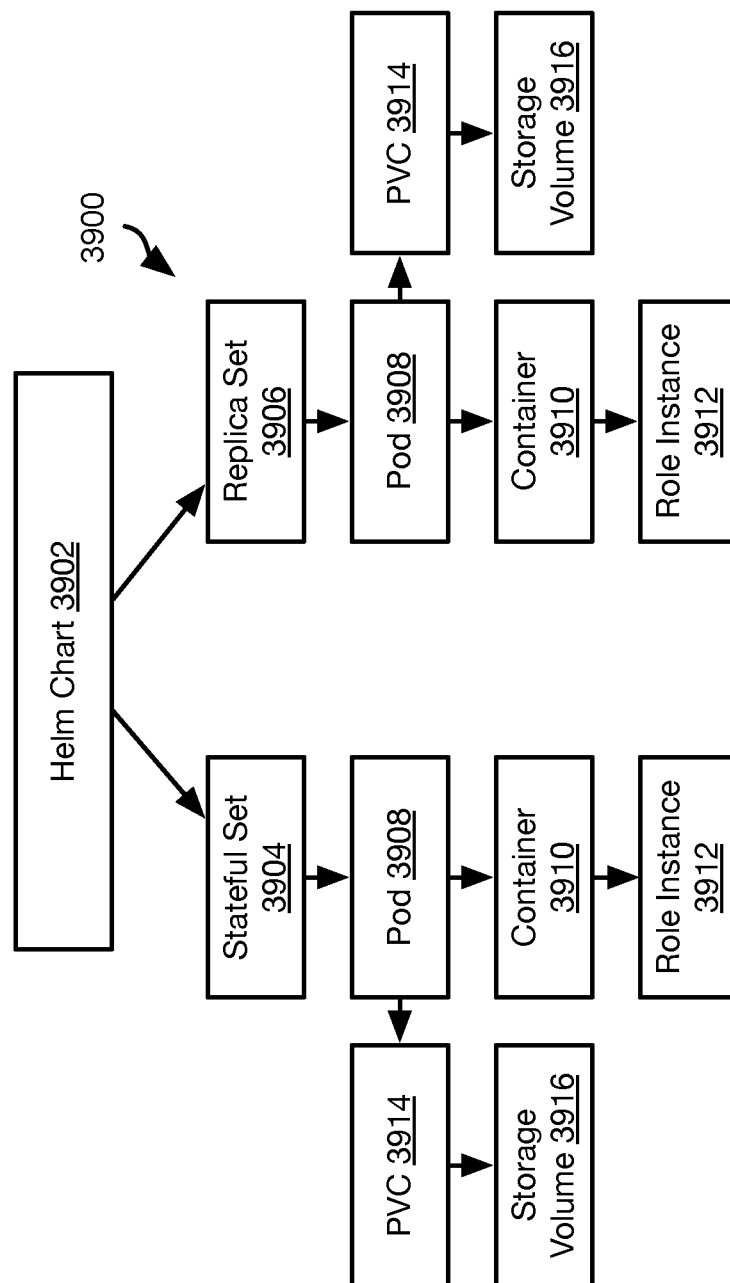 3900
Helm Chart 3902
Stateful Set
3904
Replica Set
3906
PVC 3914
Pod 3908
Pod 3908
PVC 3914
Storage
Volume 3916
Container
3910
Container
3910
Storage
Volume 3916
Role Instance
3912
Role Instance
3912